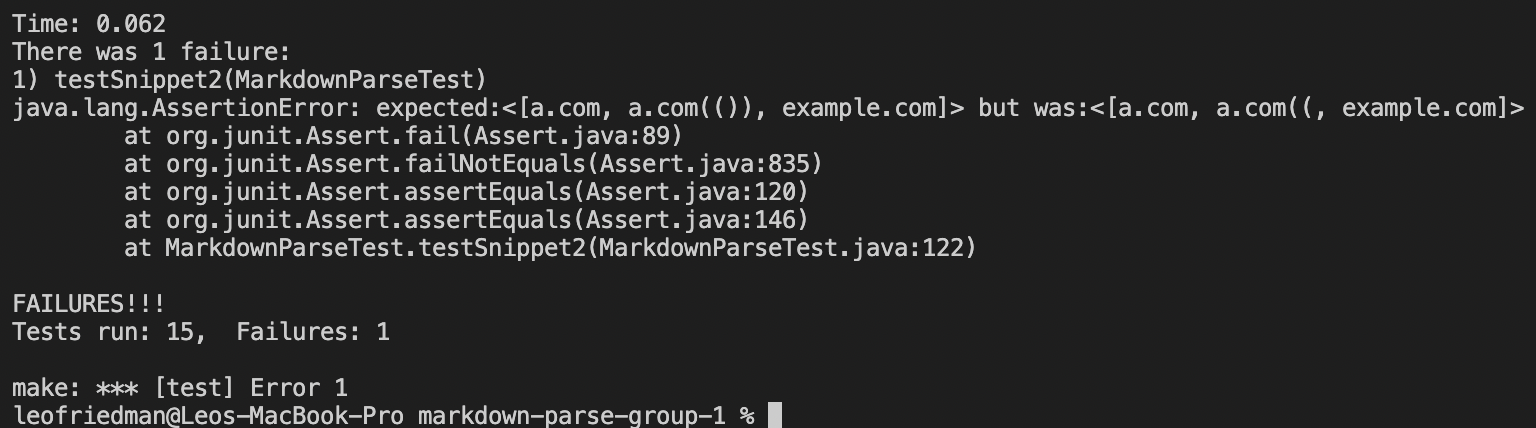 Time: 0.062
There was 1 failure:
1) testSnippet2(MarkdownParseTest)
java.lang.AssertionError: expected:<[a.com, a.com(()), example.com]> but was:<[a.com, a.com((, example.com]>
        at org.junit.Assert.fail(Assert.java:89)
        at org.junit.Assert.failNotEquals(Assert.java:835)
        at org.junit.Assert.assertEquals(Assert.java:120)
        at org.junit.Assert.assertEquals(Assert.java:146)
        at MarkdownParseTest.testSnippet2(MarkdownParseTest.java:122)

FAILURES!!!
Tests run: 15,  Failures: 1

make: *** [test] Error 1
leofriedman@Leos-MacBook-Pro markdown-parse-group-1 %